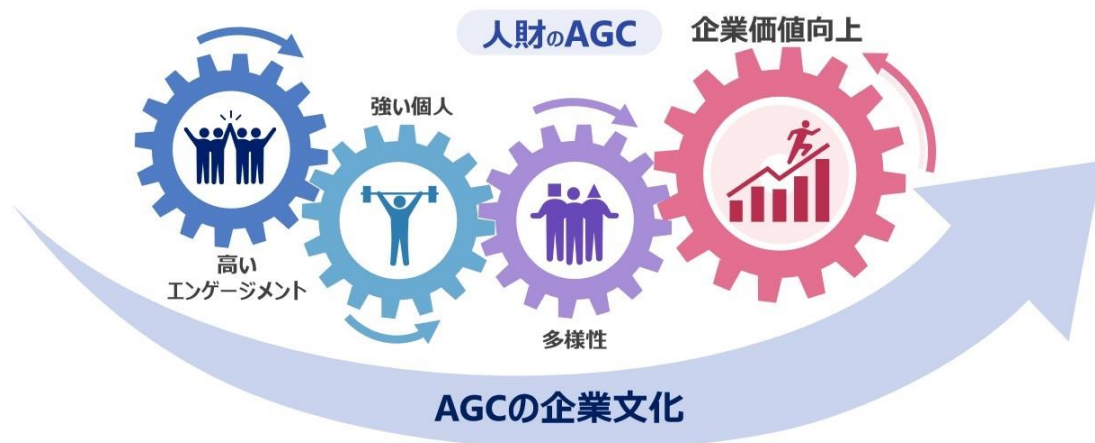 人財のAGC
企業価値向上
強い個人
高い
エンゲージメント
多様性
AGCの企業文化